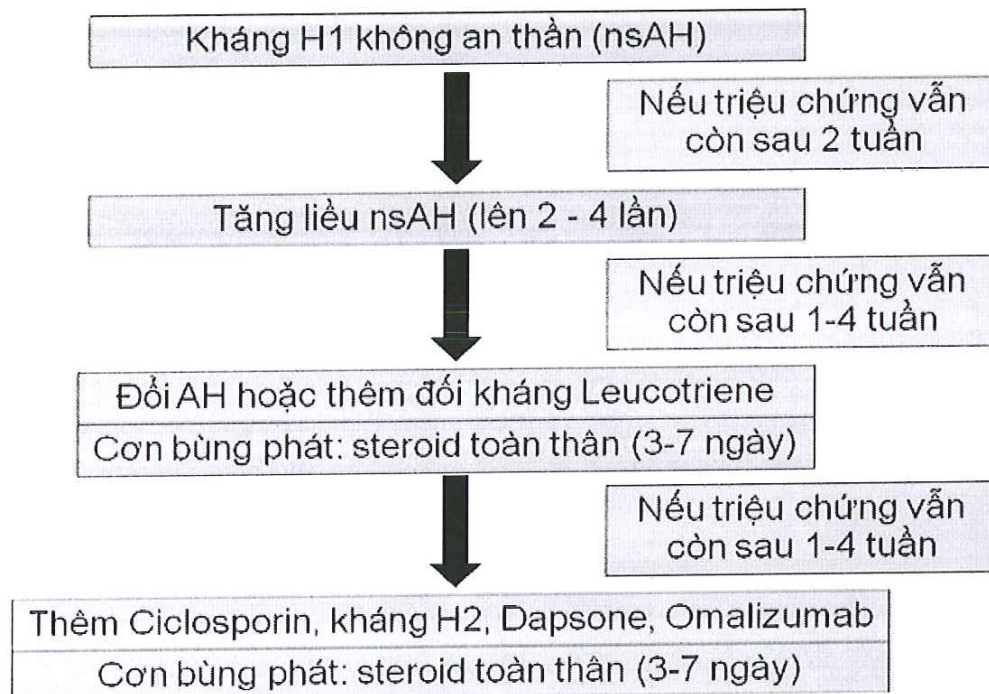 Kháng H1 không an thần (nsAH)
Nếu triệu chứng vẫn
còn sau 2 tuần
Tăng liều nsAH (lên 2 - 4 lần)
Nếu triệu chứng vẫn
còn sau 1-4 tuần
Đổi AH hoặc thêm đối kháng Leucotriene
Cơn bùng phát: steroid toàn thân (3-7 ngày)
Nếu triệu chứng vẫn
còn sau 1-4 tuần
Thêm Ciclosporin, kháng H2, Dapsone, Omalizumab
Cơn bùng phát: steroid toàn thân (3-7 ngày)